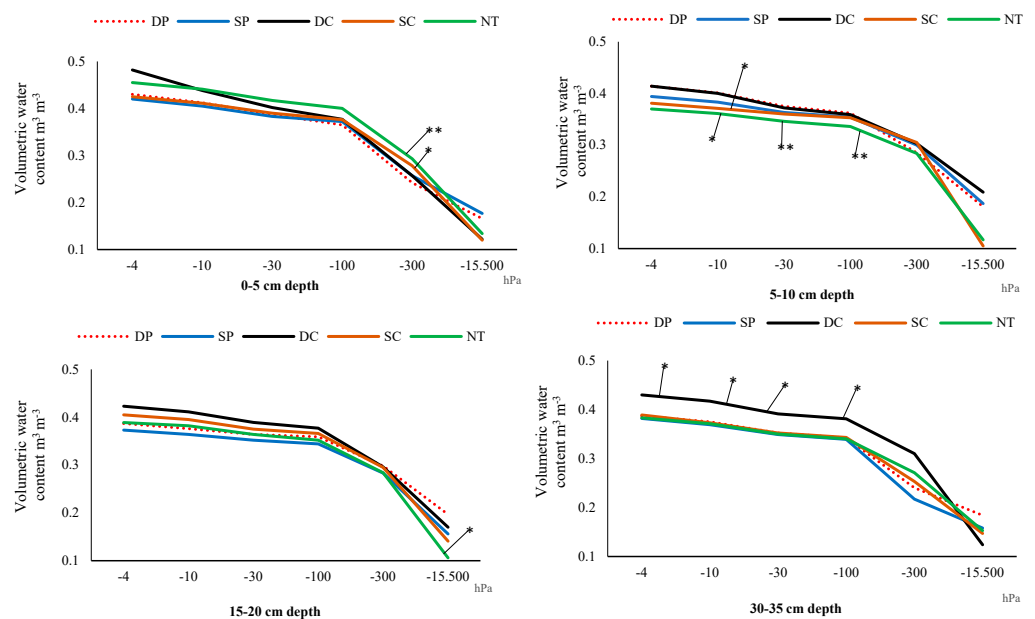 DP SP DC SC NT
Volumetric water
content m³ m⁻³
0.5
0.4
0.3
0.2
0.1
**
*
-4 -10 -30 -100 -300 -15.500
hPa
0-5 cm depth
DP SP DC SC NT
Volumetric water
content m³ m⁻³
0.5
0.4
0.3
0.2
0.1
*
* ** **
-4 -10 -30 -100 -300 -15.500
hPa
5-10 cm depth
DP SP DC SC NT
Volumetric water
content m³ m⁻³
0.5
0.4
0.3
0.2
0.1
*
-4 -10 -30 -100 -300 -15.500
hPa
15-20 cm depth
DP SP DC SC NT
Volumetric water
content m³ m⁻³
0.5
0.4
0.3
0.2
0.1
* * * *
-4 -10 -30 -100 -300 -15.500
hPa
30-35 cm depth